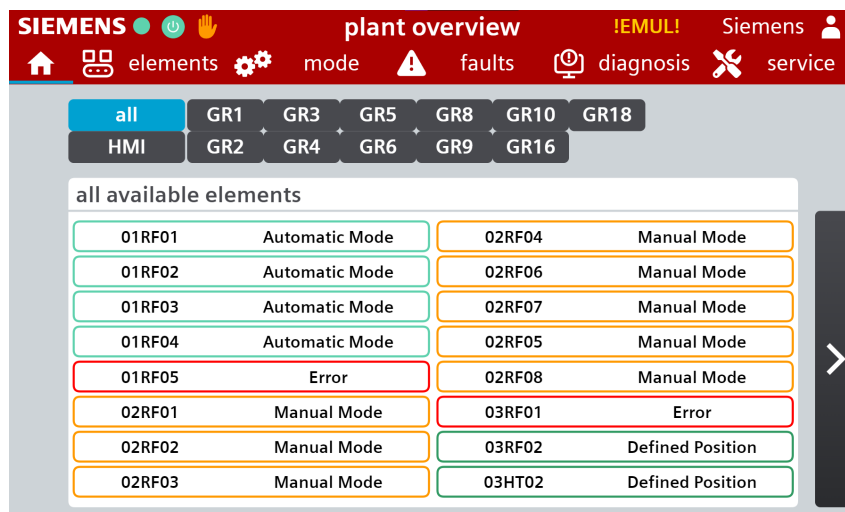 SIEMENS plant overview !EMUL! Siemens
elements mode faults diagnosis service
all GR1 GR3 GR5 GR8 GR10 GR18
HMI GR2 GR4 GR6 GR9 GR16
all available elements
01RF01 Automatic Mode 02RF04 Manual Mode
01RF02 Automatic Mode 02RF06 Manual Mode
01RF03 Automatic Mode 02RF07 Manual Mode
01RF04 Automatic Mode 02RF05 Manual Mode
01RF05 Error 02RF08 Manual Mode
02RF01 Manual Mode 03RF01 Error
02RF02 Manual Mode 03RF02 Defined Position
02RF03 Manual Mode 03HT02 Defined Position